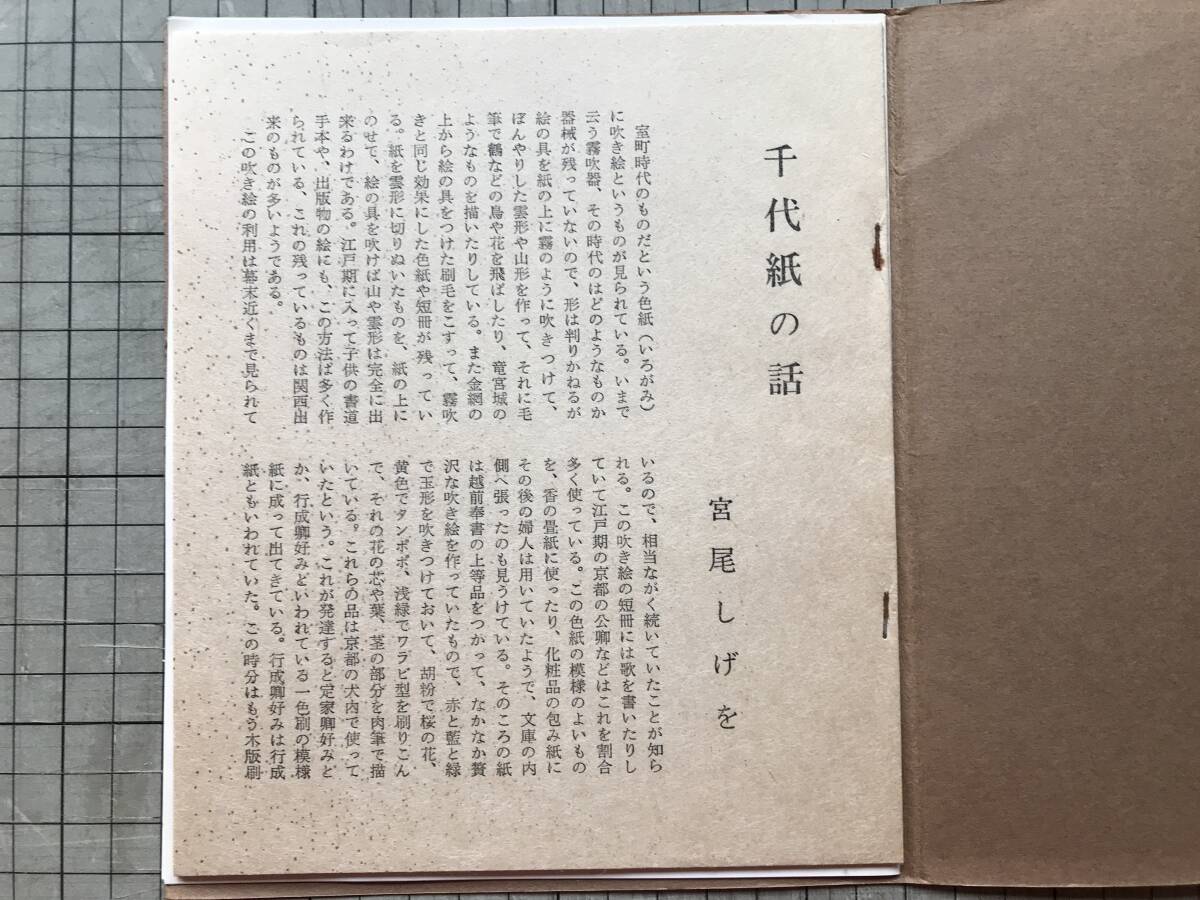 千代紙の話
宮尾しげを
室町時代のものだという色紙（いろがみ）
に吹き絵というものが見られている。いまで
云う霧吹器、その時代のはどのようなものか
器械が残っていないので、形は判りかねるが
絵の具を紙の上に霧のように吹きつけて、
ぼんやりした雲形や山形を作って、それに毛
筆で鶴などの鳥や花を飛ばしたり、竜宮城の
ようなものを描いたりしている。また金網の
上から絵の具をつけた刷毛をこすって、霧吹
きと同じ効果にした色紙や短冊が残ってい
る。紙を雲形に切りぬいたものを、紙の上に
のせて、絵の具を吹けば山や雲形は完全に出
来るわけである。江戸期に入って子供の書道
手本や、出版物の絵にも、この方法ば多く作
られている、これの残っているものは関西出
来のものが多いようである。
この吹き絵の利用は幕末近くまで見られて
いるので、相当ながく続いていたことが知ら
れる。この吹き絵の短冊には歌を書いたりし
ていて江戸期の京都の公卿などはこれを割合
多く使っている。この色紙の模様のよいもの
を、香の畳紙に使ったり、化粧品の包み紙に
その後の婦人は用いていたようで、文庫の内
側へ張ったのも見うけている。そのころの紙
は越前奉書の上等品をつかって、なかなか贅
沢な吹き絵を作っていたもので、赤と藍と緑
で玉形を吹きつけておいて、胡粉で桜の花、
黄色でタンポポ、浅緑でワラビ型を刷りこん
で、それの花の芯や葉、茎の部分を肉筆で描
いている。これらの品は京都の犬内で使って
いたという。これが発達すると定家卿好みと
か、行成卿好みといわれている一色刷の模様
紙に成って出てきている。行成卿好みは行成
紙ともいわれていた。この時分はもう木版刷